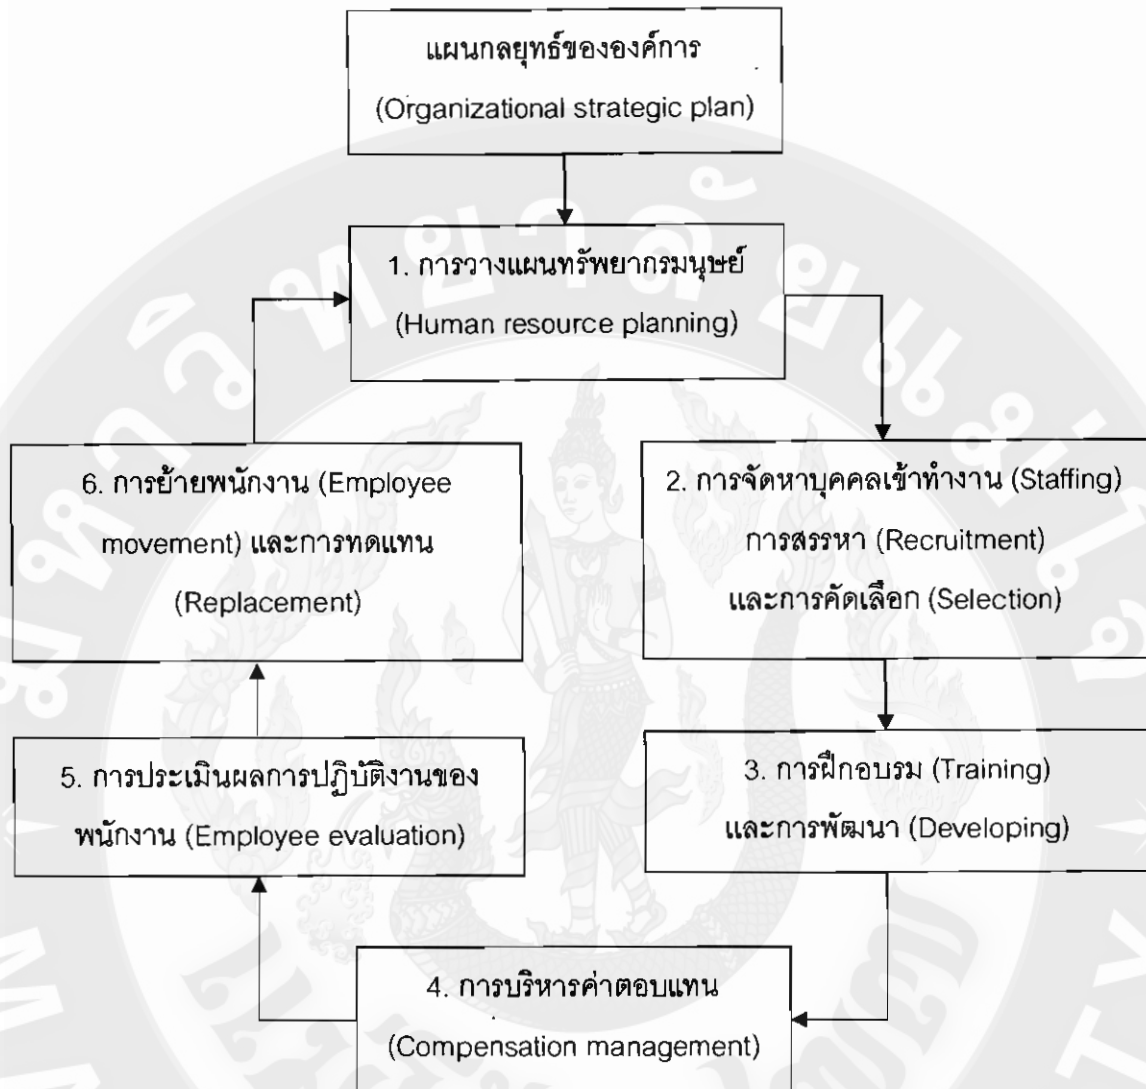 แผนกลยุทธ์ขององค์การ
(Organizational strategic plan)
1. การวางแผนทรัพยากรมนุษย์
(Human resource planning)
6. การย้ายพนักงาน (Employee
movement) และการทดแทน
(Replacement)
2. การจัดหาบุคคลเข้าทำงาน (Staffing)
การสรรหา (Recruitment)
และการคัดเลือก (Selection)
5. การประเมินผลการปฏิบัติงานของ
พนักงาน (Employee evaluation)
3. การฝึกอบรม (Training)
และการพัฒนา (Developing)
4. การบริหารค่าตอบแทน
(Compensation management)